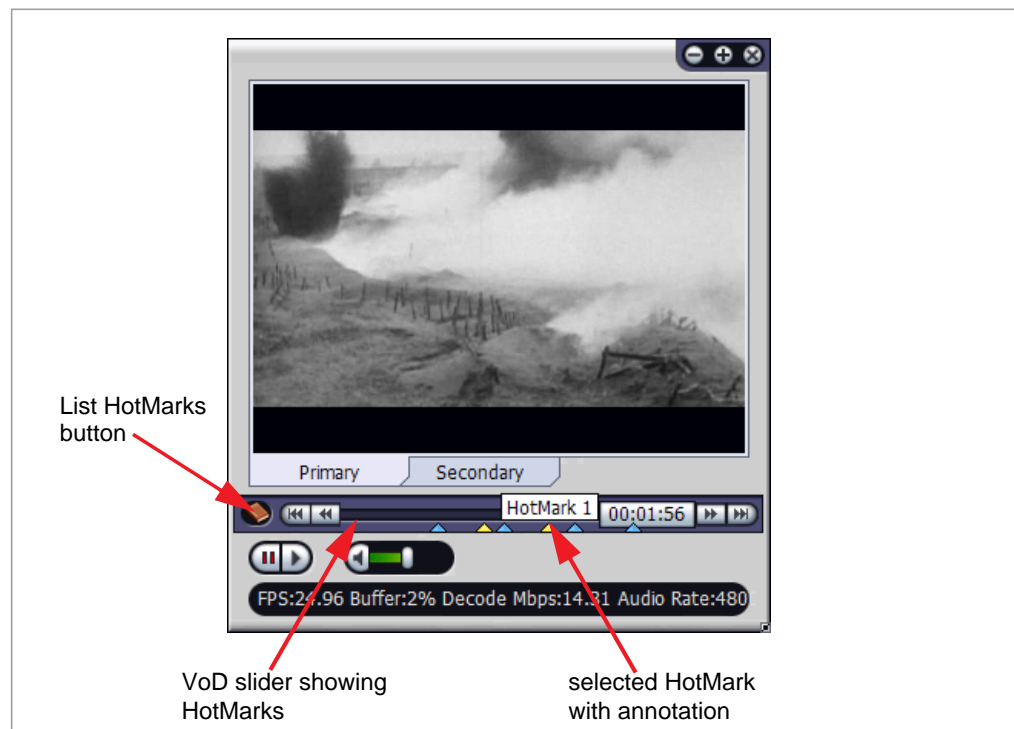 List HotMarks
button
Primary
Secondary
HotMark 1
00:01:56
FPS:24.96 Buffer:2% Decode Mbps:14.31 Audio Rate:480
VoD slider showing
HotMarks
selected HotMark
with annotation